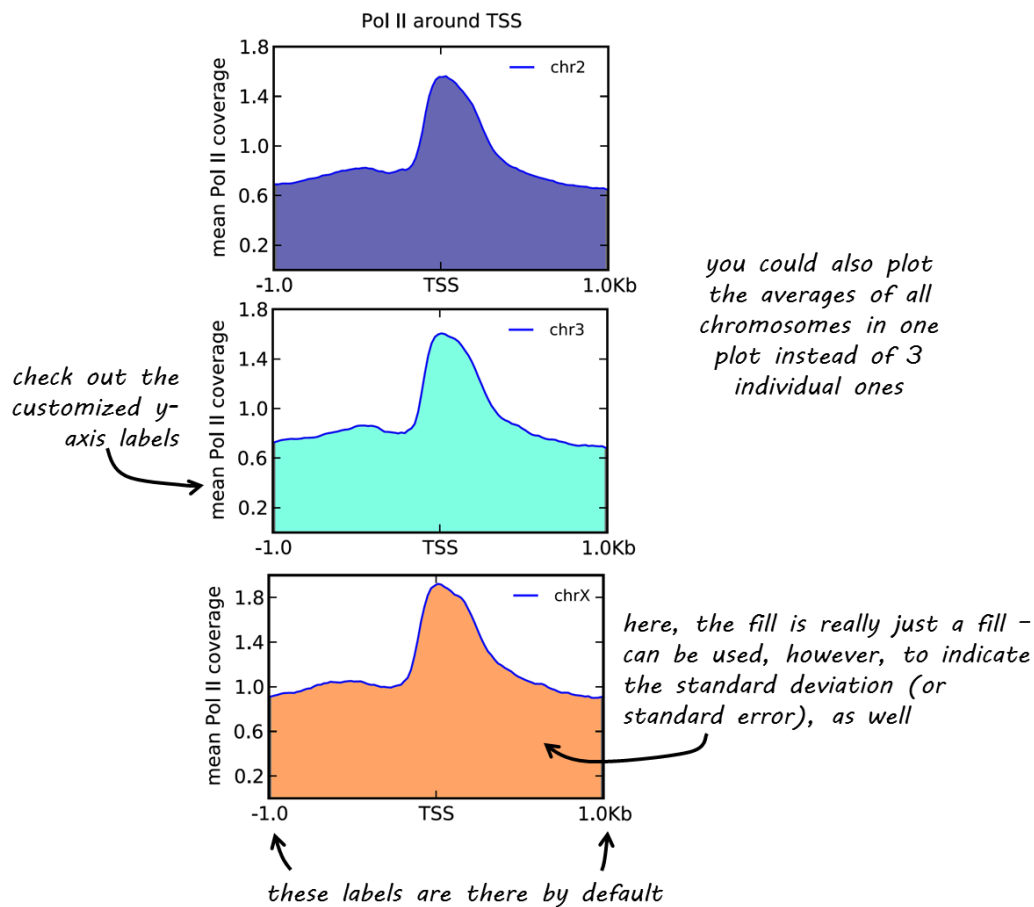 Pol II around TSS
1.8
1.4
1.0
0.6
0.2
mean Pol II coverage
chr2
-1.0
TSS
1.0Kb
1.8
1.4
1.0
0.6
0.2
mean Pol II coverage
chr3
-1.0
TSS
1.0Kb
1.8
1.4
1.0
0.6
0.2
mean Pol II coverage
chrX
-1.0
TSS
1.0Kb
you could also plot
the averages of all
chromosomes in one
plot instead of 3
individual ones
check out the
customized y-
axis labels
here, the fill is really just a fill –
can be used, however, to indicate
the standard deviation (or
standard error), as well
these labels are there by default